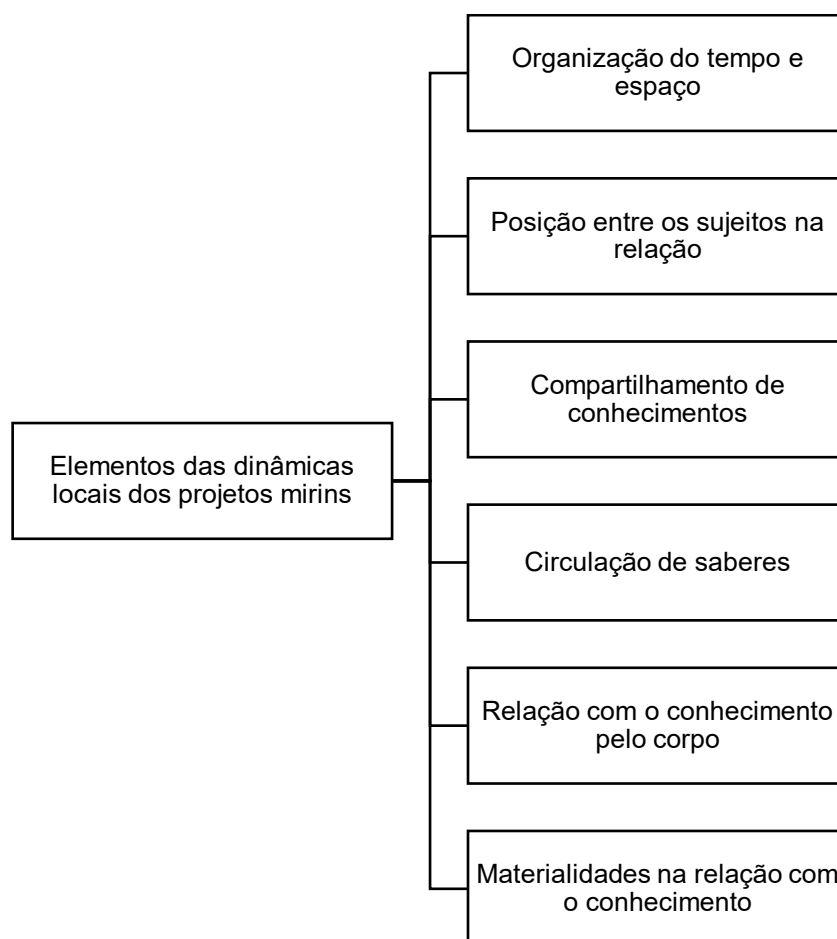 Organização do tempo e
espaço
Posição entre os sujeitos na
relação
Compartilhamento de
conhecimentos
Elementos das dinâmicas
locais dos projetos mirins
Circulação de saberes
Relação com o conhecimento
pelo corpo
Materialidades na relação com
o conhecimento